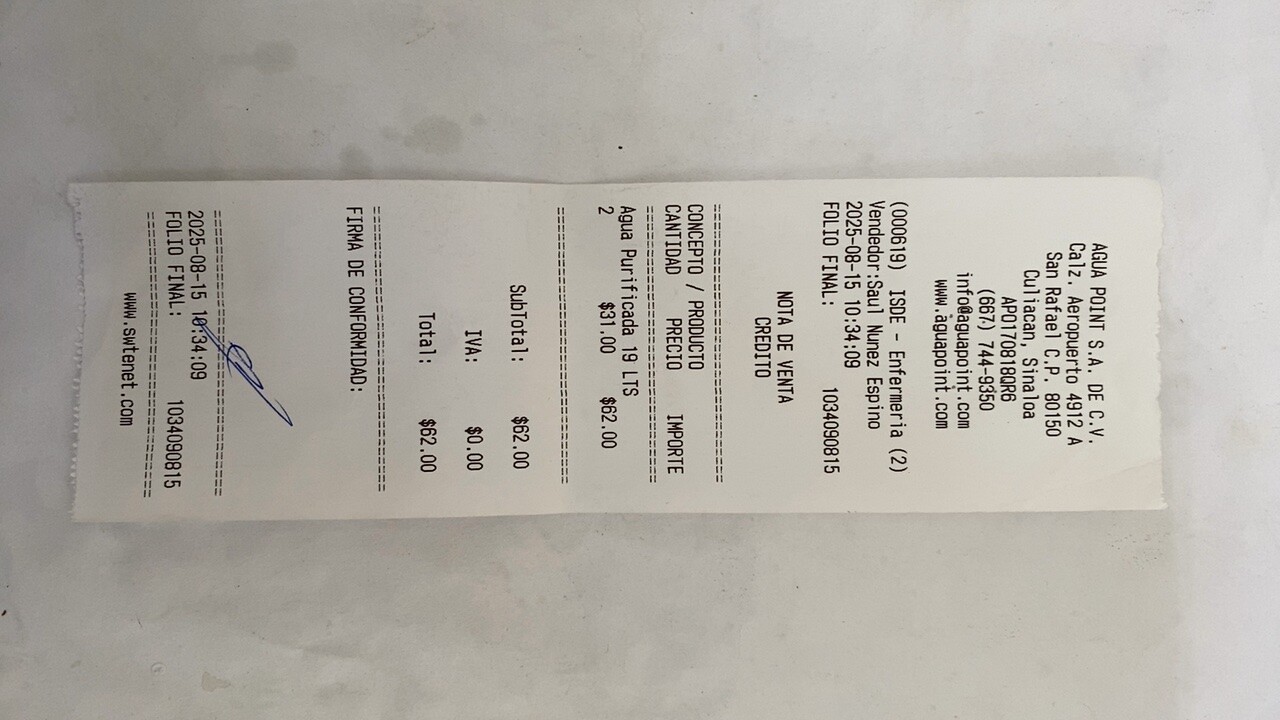 AGUA POINT S.A. DE C.V.
Calz. Aeropuerto 4912 A
San Rafael C.P. 80150
Culiacan, Sinaloa
APO170818QR6
(667) 744-9350
info@aguapoint.com
www.aguapoint.com
(000619) ISDE - Enfermeria (2)
Vendedor:Saul Nunez Espino
2025-08-15 10:34:09
FOLIO FINAL: 1034090815
NOTA DE VENTA
CREDITO
================================
CONCEPTO / PRODUCTO
CANTIDAD PRECIO IMPORTE
================================
Agua Purificada 19 LTS
2 $31.00 $62.00
================================
SubTotal: $62.00
IVA: $0.00
Total: $62.00
================================
FIRMA DE CONFORMIDAD:
================================
2025-08-15 10:34:09
FOLIO FINAL: 1034090815
================================
www.swtenet.com